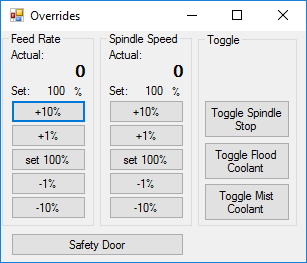 Overrides
Feed Rate
Actual:
0
Set: 100 %
+10%
+1%
set 100%
-1%
-10%
Spindle Speed
Actual:
0
Set: 100 %
+10%
+1%
set 100%
-1%
-10%
Toggle
Toggle Spindle
Stop
Toggle Flood
Coolant
Toggle Mist
Coolant
Safety Door